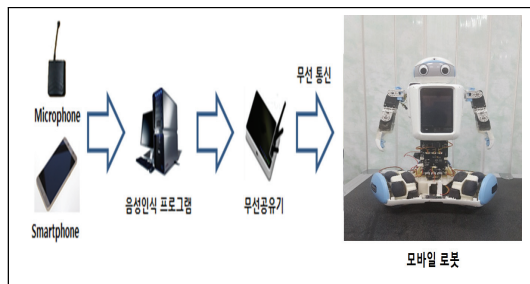 Microphone
Smartphone
음성인식 프로그램
무선공유기
무선 통신
모바일 로봇